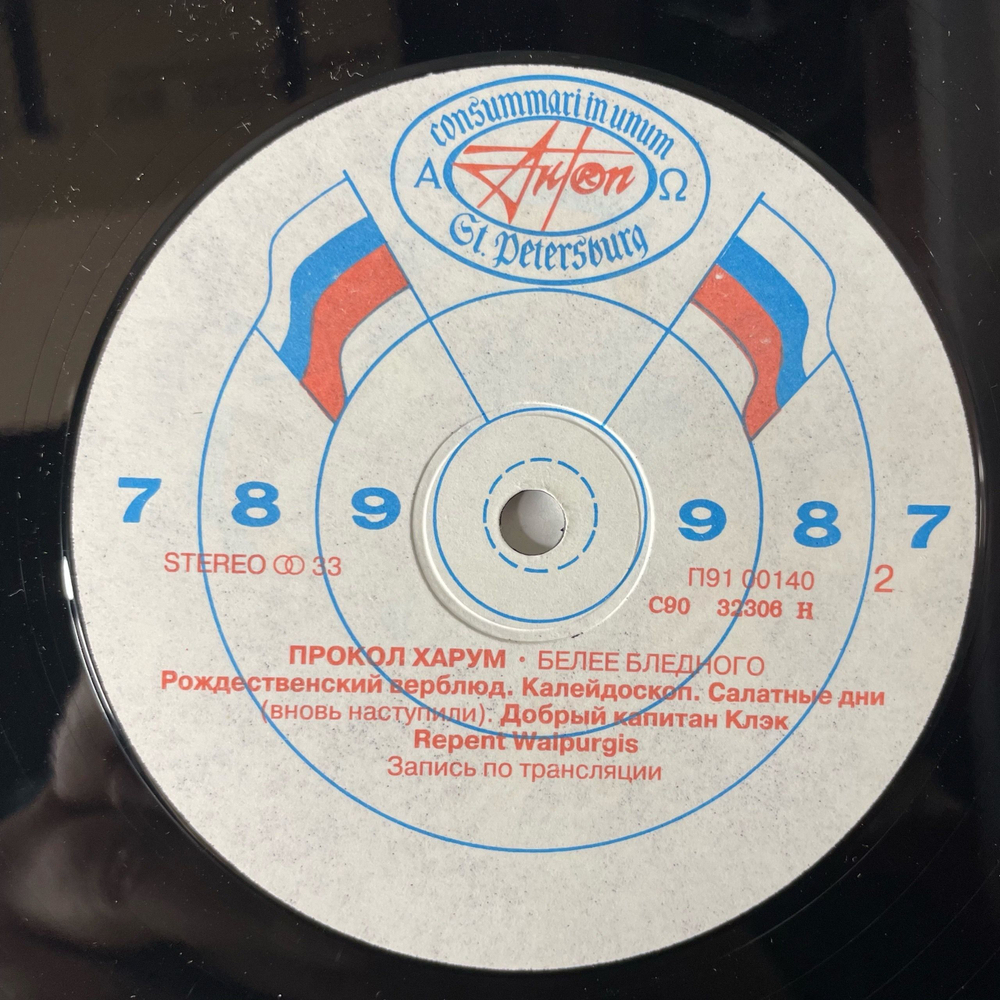 consummari in unum
Α АнтRоп Ω
St. Petersburg
7 8 9 9 8 7
STEREO 33
П91 00140 2
С90 32306 Н
ПРОКОЛ ХАРУМ • БЕЛЕЕ БЛЕДНОГО
Рождественский верблюд. Калейдоскоп. Салатные дни
(вновь наступили). Добрый капитан Клэк
Repent Walpurgis
Запись по трансляции